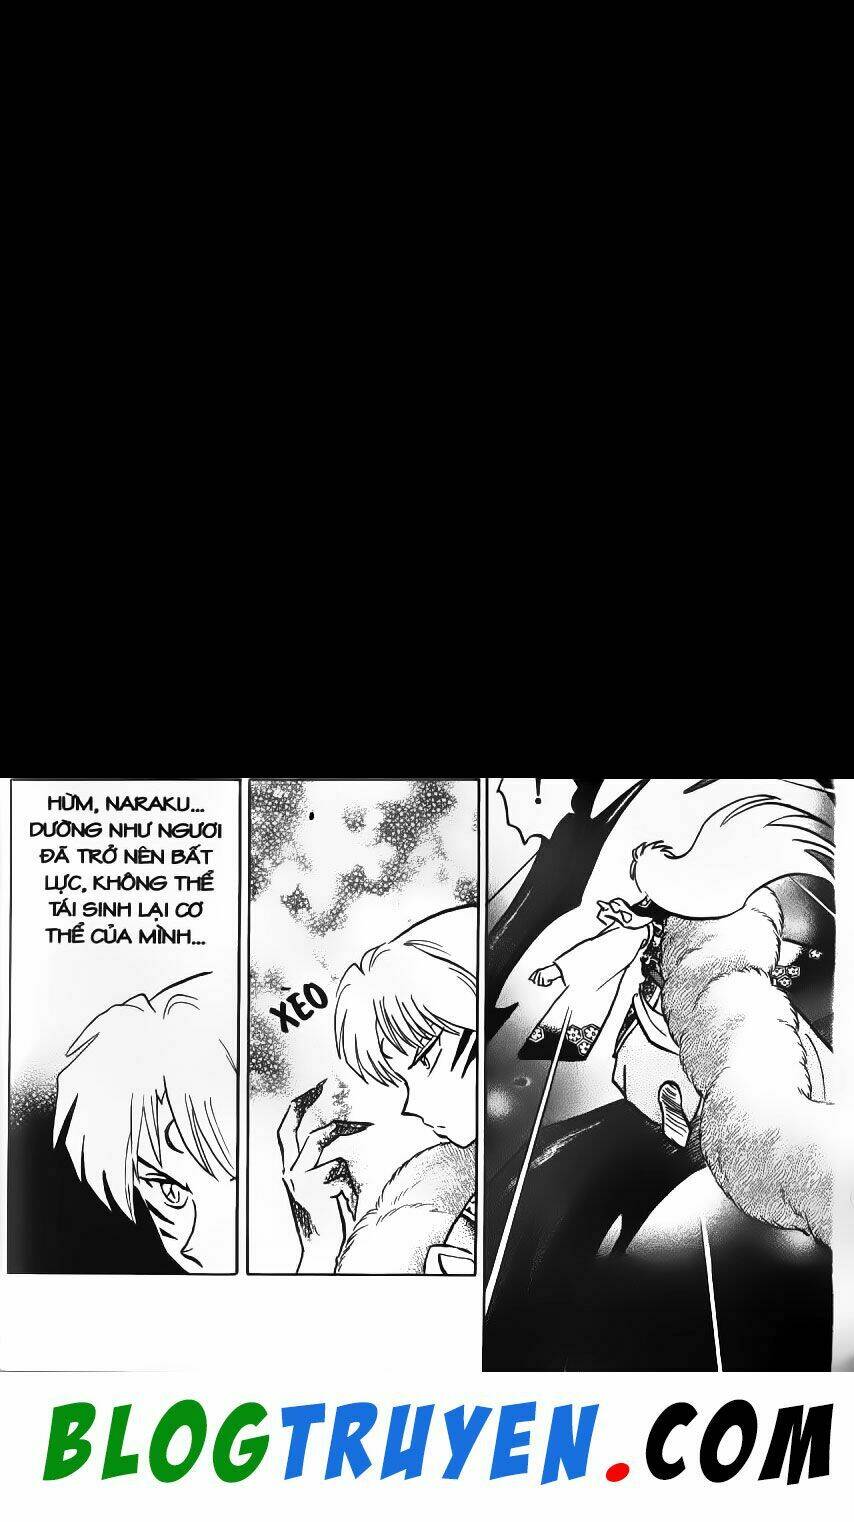 HỪM, NARAKU...
DƯỜNG NHƯ NGƯƠI
ĐÃ TRỞ NÊN BẤT
LỰC, KHÔNG THỂ
TÁI SINH LẠI CƠ
THỂ CỦA MÌNH...
XÈO
...!
BLOGTRUYEN.COM